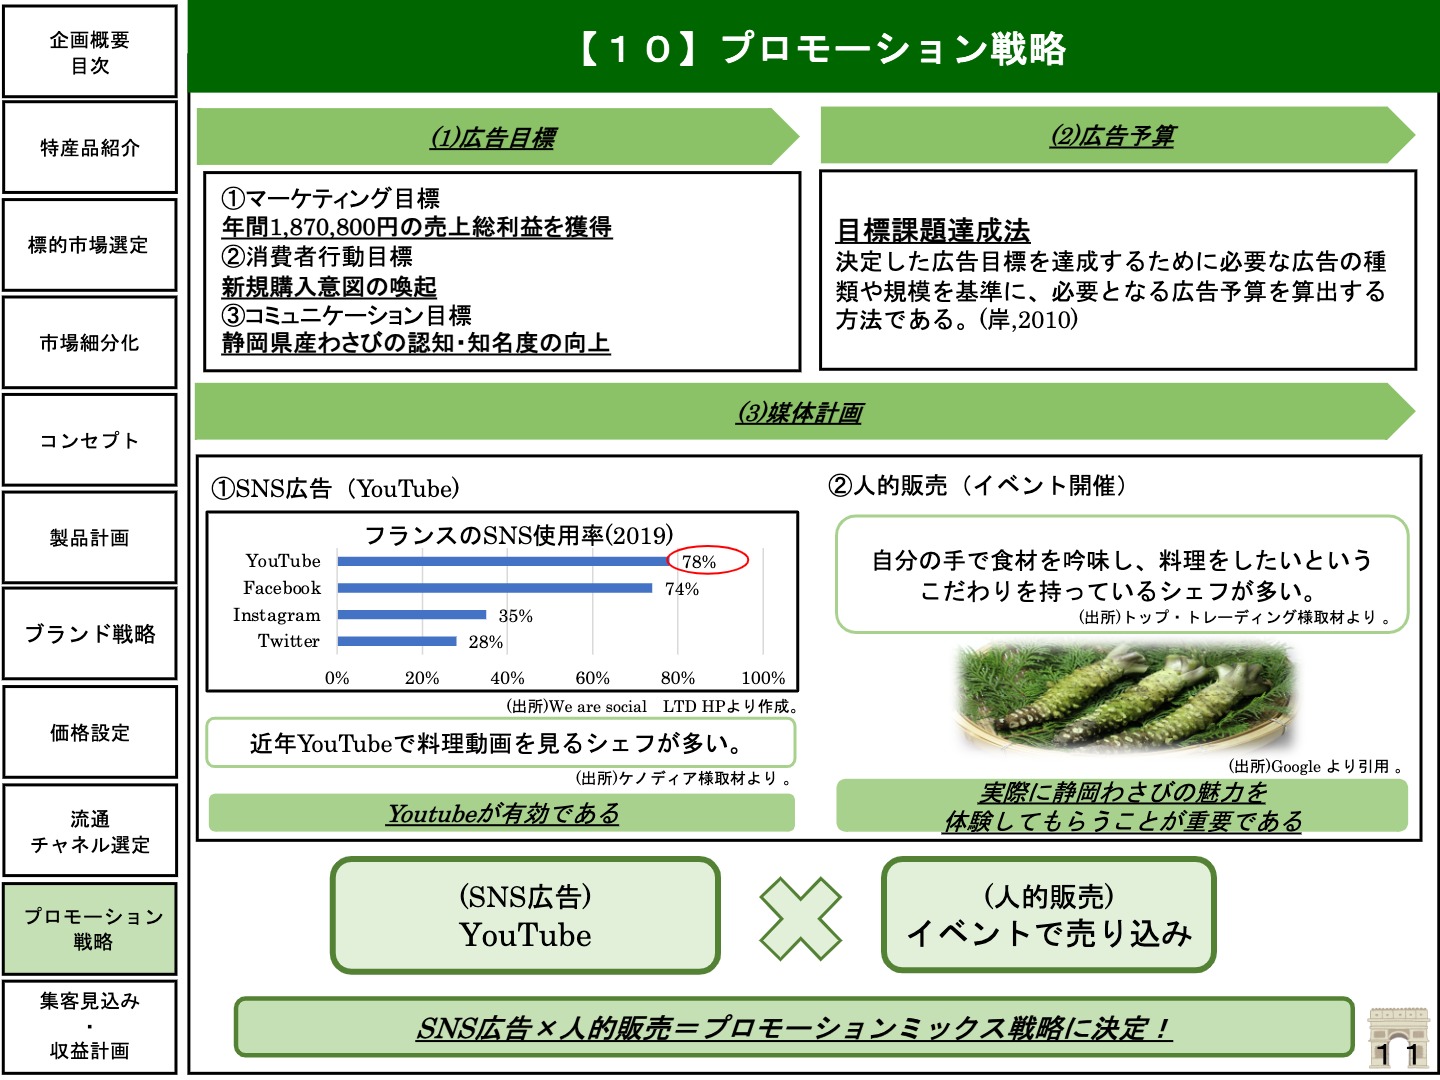 企画概要
目次
特産品紹介
標的市場選定
市場細分化
コンセプト
製品計画
ブランド戦略
価格設定
流通
チャネル選定
プロモーション
戦略
集客見込み
・
収益計画
【１０】プロモーション戦略
(1)広告目標
①マーケティング目標
年間1,870,800円の売上総利益を獲得
②消費者行動目標
新規購入意図の喚起
③コミュニケーション目標
静岡県産わさびの認知・知名度の向上
(2)広告予算
目標課題達成法
決定した広告目標を達成するために必要な広告の種
類や規模を基準に、必要となる広告予算を算出する
方法である。(岸,2010)
(3)媒体計画
①SNS広告（YouTube)
フランスのSNS使用率(2019)
YouTube 78%
Facebook 74%
Instagram 35%
Twitter 28%
0% 20% 40% 60% 80% 100%
(出所)We are social　LTD HPより作成。
近年YouTubeで料理動画を見るシェフが多い。
(出所)ケノディア様取材より 。
Youtubeが有効である
②人的販売（イベント開催）
自分の手で食材を吟味し、料理をしたいという
こだわりを持っているシェフが多い。
(出所)トップ・トレーディング様取材より 。
(出所)Google より引用 。
実際に静岡わさびの魅力を
体験してもらうことが重要である
(SNS広告)
YouTube
(人的販売)
イベントで売り込み
SNS広告×人的販売＝プロモーションミックス戦略に決定！
１１